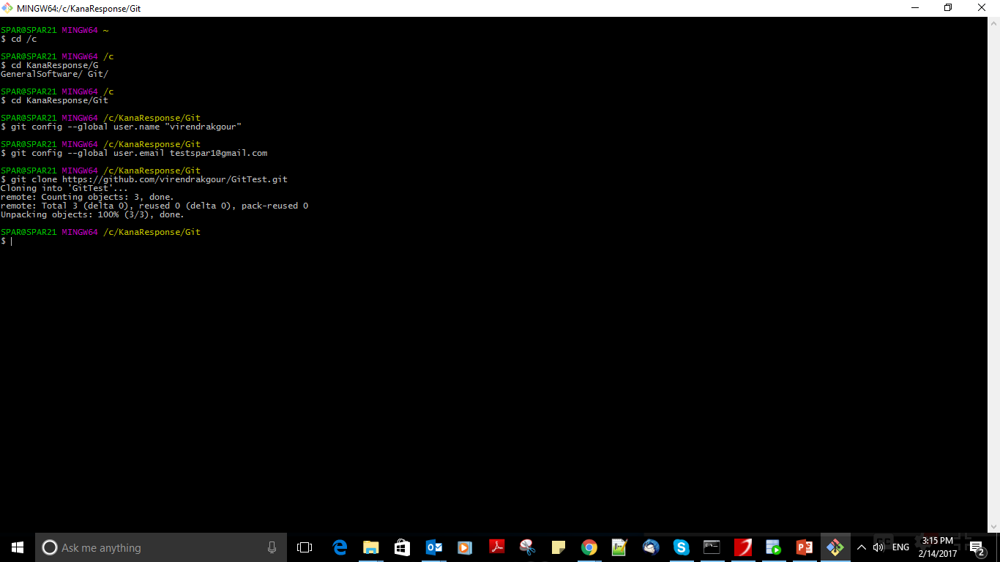 MINGW64:/c/KanaResponse/Git
SPAR@SPAR21 MINGW64 ~
$ cd /c
SPAR@SPAR21 MINGW64 /c
$ cd KanaResponse/G
GeneralSoftware/ Git/
SPAR@SPAR21 MINGW64 /c
$ cd KanaResponse/Git
SPAR@SPAR21 MINGW64 /c/KanaResponse/Git
$ git config --global user.name "virendrakgour"
SPAR@SPAR21 MINGW64 /c/KanaResponse/Git
$ git config --global user.email testspar1@gmail.com
SPAR@SPAR21 MINGW64 /c/KanaResponse/Git
$ git clone https://github.com/virendrakgour/GitTest.git
Cloning into 'GitTest'...
remote: Counting objects: 3, done.
remote: Total 3 (delta 0), reused 0 (delta 0), pack-reused 0
Unpacking objects: 100% (3/3), done.
SPAR@SPAR21 MINGW64 /c/KanaResponse/Git
$
Ask me anything
ENG
3:15 PM
2/14/2017
2